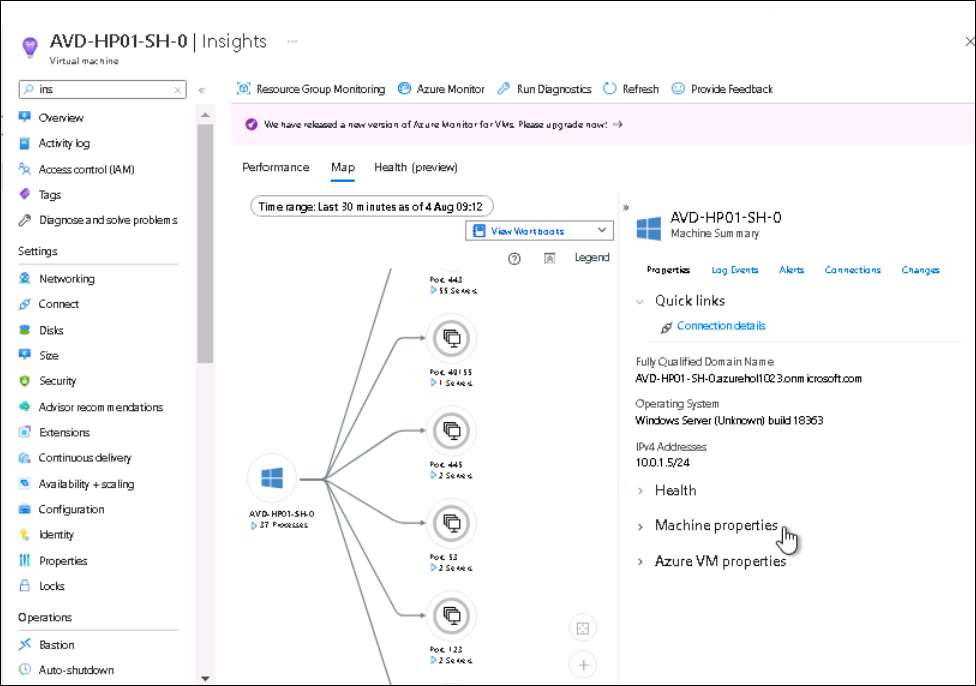 AVD-HP01-SH-0 | Insights ...
Virtual machine
ins
Resource Group Monitoring
Azure Monitor
Run Diagnostics
Refresh
Provide Feedback
Overview
Activity log
Access control (IAM)
Tags
Diagnose and solve problems
Settings
Networking
Connect
Disks
Size
Security
Advisor recommendations
Extensions
Continuous delivery
Availability + scaling
Configuration
Identity
Properties
Locks
Operations
Bastion
Auto-shutdown
We have released a new version of Azure Monitor for VMs. Please upgrade now! →
Performance
Map
Health (preview)
Time range: Last 30 minutes as of 4 Aug 09:12
View Workbooks
Legend
Port 443
55 Servers
Port 49155
1 Servers
Port 445
2 Servers
AVD-HP01-SH-0
37 Processes
Port 53
2 Servers
Port 123
2 Servers
AVD-HP01-SH-0
Machine Summary
Properties
Log Events
Alerts
Connections
Changes
Quick links
Connection details
Fully Qualified Domain Name
AVD-HP01-SH-0.azurehol1023.onmicrosoft.com
Operating System
Windows Server (Unknown) build 18363
IPv4 Addresses
10.0.1.5/24
Health
Machine properties
Azure VM properties